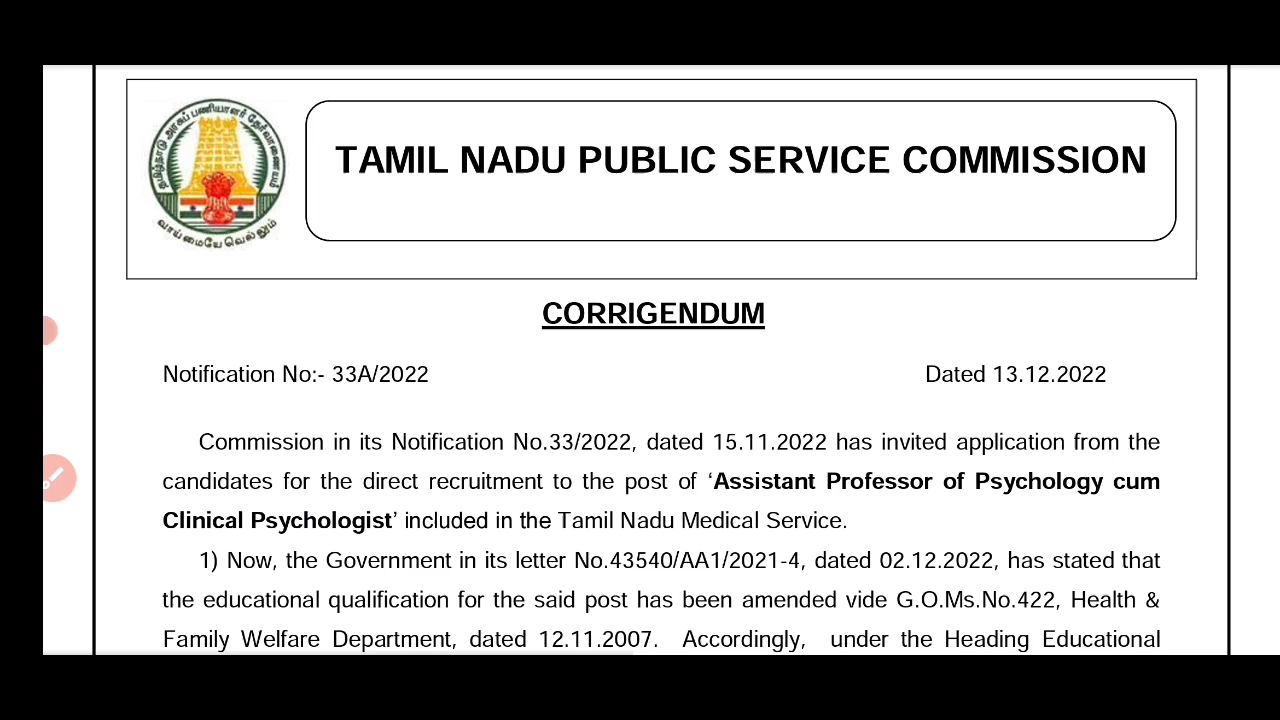 தமிழ்நாடு அரசுப் பணியாளர் தேர்வாணையம்
வாய்மையே வெல்லும்
TAMIL NADU PUBLIC SERVICE COMMISSION
CORRIGENDUM
Notification No:- 33A/2022 Dated 13.12.2022
Commission in its Notification No.33/2022, dated 15.11.2022 has invited application from the
candidates for the direct recruitment to the post of ‘Assistant Professor of Psychology cum
Clinical Psychologist’ included in the Tamil Nadu Medical Service.
1) Now, the Government in its letter No.43540/AA1/2021-4, dated 02.12.2022, has stated that
the educational qualification for the said post has been amended vide G.O.Ms.No.422, Health &
Family Welfare Department, dated 12.11.2007. Accordingly, under the Heading Educational